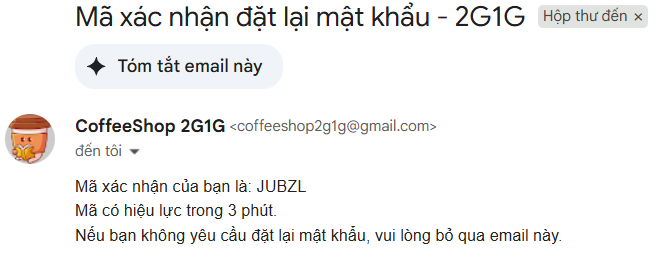 Mã xác nhận đặt lại mật khẩu - 2G1G Hộp thư đến ×
Tóm tắt email này
CoffeeShop 2G1G <coffeeshop2g1g@gmail.com>
đến tôi
Mã xác nhận của bạn là: JUBZL
Mã có hiệu lực trong 3 phút.
Nếu bạn không yêu cầu đặt lại mật khẩu, vui lòng bỏ qua email này.